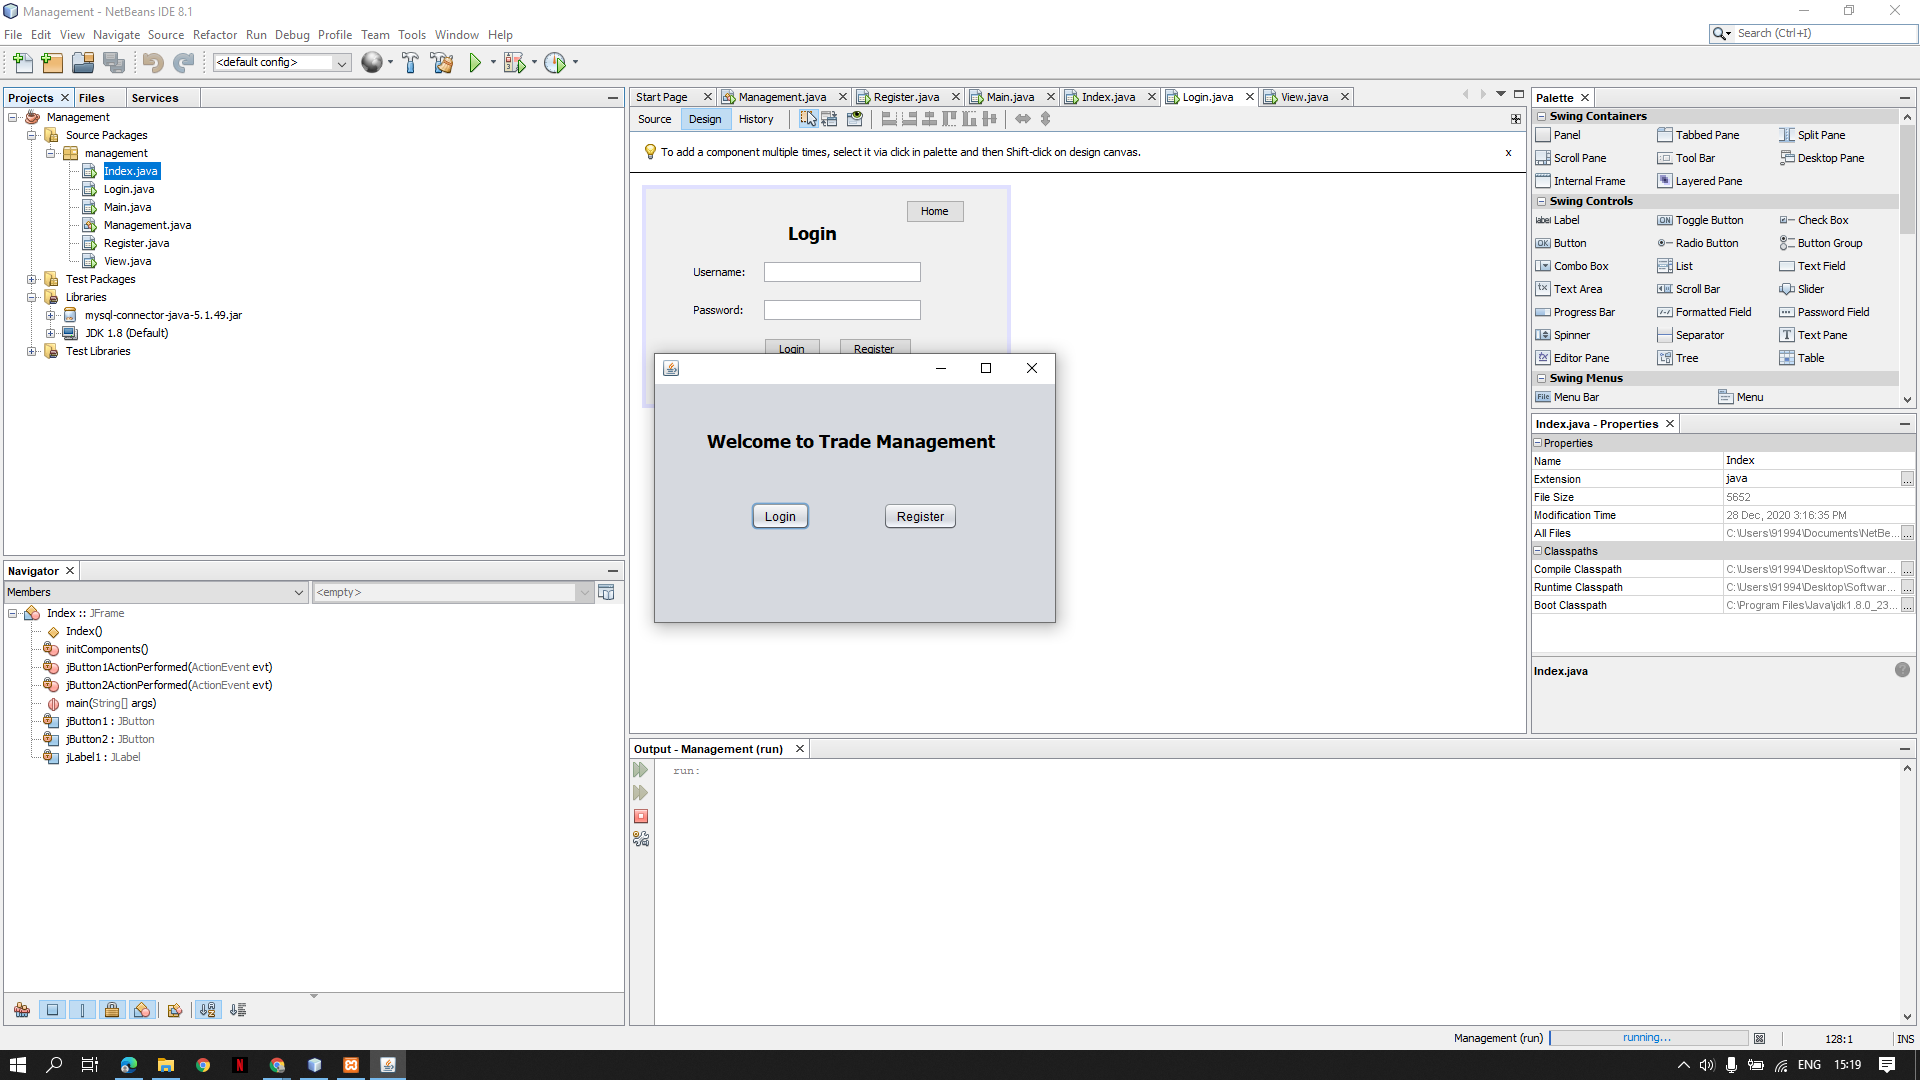 Management - NetBeans IDE 8.1
File Edit View Navigate Source Refactor Run Debug Profile Team Tools Window Help
Search (Ctrl+I)
<default config>
Projects Files Services
Management
Source Packages
management
Index.java
Login.java
Main.java
Management.java
Register.java
View.java
Test Packages
Libraries
mysql-connector-java-5.1.49.jar
JDK 1.8 (Default)
Test Libraries
Navigator
Members <empty>
Index :: JFrame
Index()
initComponents()
jButton1ActionPerformed(ActionEvent evt)
jButton2ActionPerformed(ActionEvent evt)
main(String[] args)
jButton1 : JButton
jButton2 : JButton
jLabel1 : JLabel
Start Page Management.java Register.java Main.java Index.java Login.java View.java
Source Design History
To add a component multiple times, select it via click in palette and then Shift-click on design canvas. x
Home
Login
Username:
Password:
Login Register
Welcome to Trade Management
Login Register
Output - Management (run)
run:
Palette
Swing Containers
Panel Tabbed Pane Split Pane
Scroll Pane Tool Bar Desktop Pane
Internal Frame Layered Pane
Swing Controls
label Label ON Toggle Button Check Box
OK Button Radio Button Button Group
Combo Box List Text Field
Text Area Scroll Bar Slider
Progress Bar Formatted Field Password Field
Spinner Separator T Text Pane
Editor Pane Tree Table
Swing Menus
File Menu Bar Menu
Index.java - Properties
Properties
Name Index
Extension java ...
File Size 5652
Modification Time 28 Dec, 2020 3:16:35 PM
All Files C:\Users\91994\Documents\NetBe... ...
Classpaths
Compile Classpath C:\Users\91994\Desktop\Softwar... ...
Runtime Classpath C:\Users\91994\Desktop\Softwar... ...
Boot Classpath C:\Program Files\Java\jdk1.8.0_23... ...
Index.java
Management (run) running... 128:1 INS
N ENG 15:19